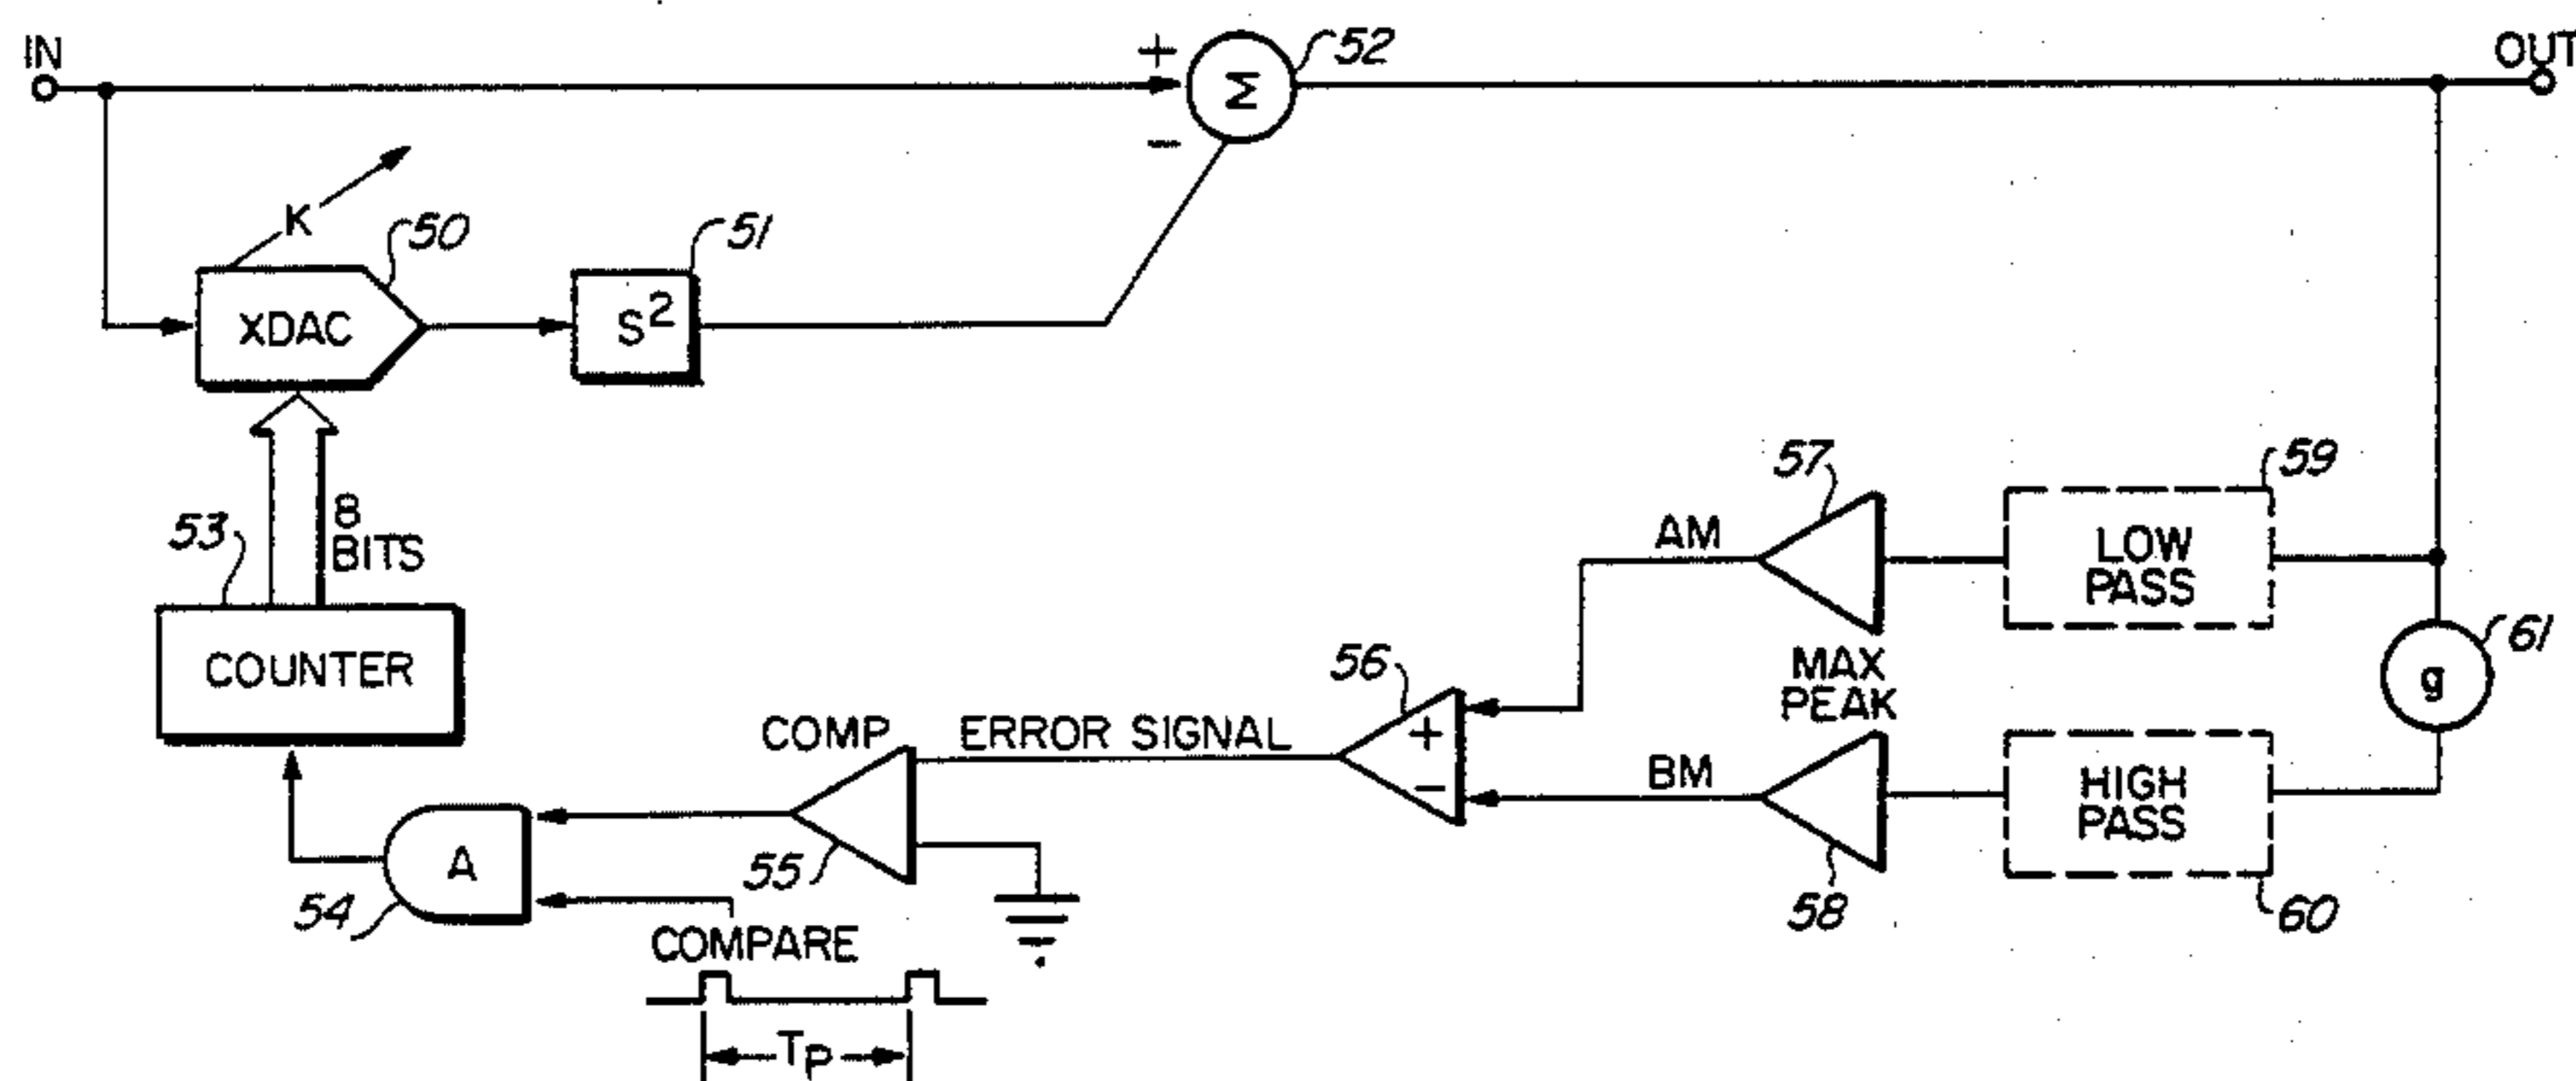 IN
+
52
OUT
Σ
−
K
50
51
XDAC
S²
8
BITS
53
57
59
AM
LOW
PASS
61
COUNTER
56
MAX
PEAK
g
COMP
ERROR SIGNAL
+
−
BM
HIGH
PASS
A
55
54
58
60
COMPARE
TP